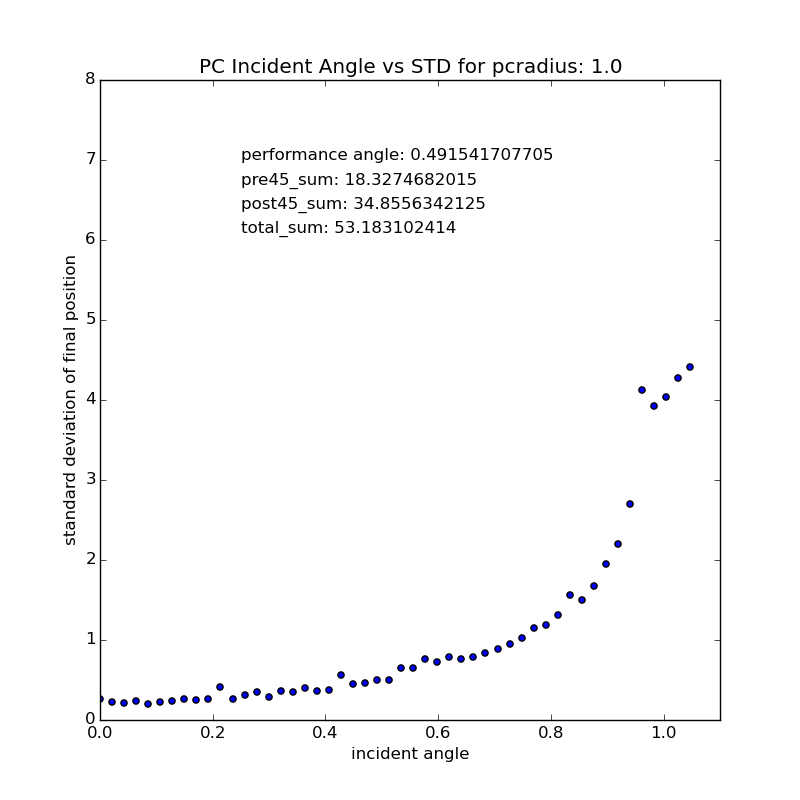 PC Incident Angle vs STD for pcradius: 1.0
8
7
6
5
4
3
2
1
0
performance angle: 0.491541707705
pre45_sum: 18.3274682015
post45_sum: 34.8556342125
total_sum: 53.183102414
standard deviation of final position
0.0 0.2 0.4 0.6 0.8 1.0
incident angle